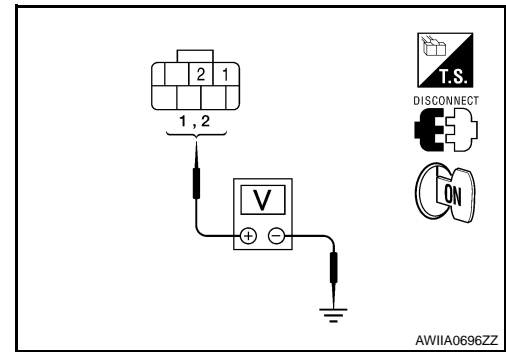 2 1
T.S.
1 , 2
DISCONNECT
V
ON
+ −
AWIIA0696ZZ